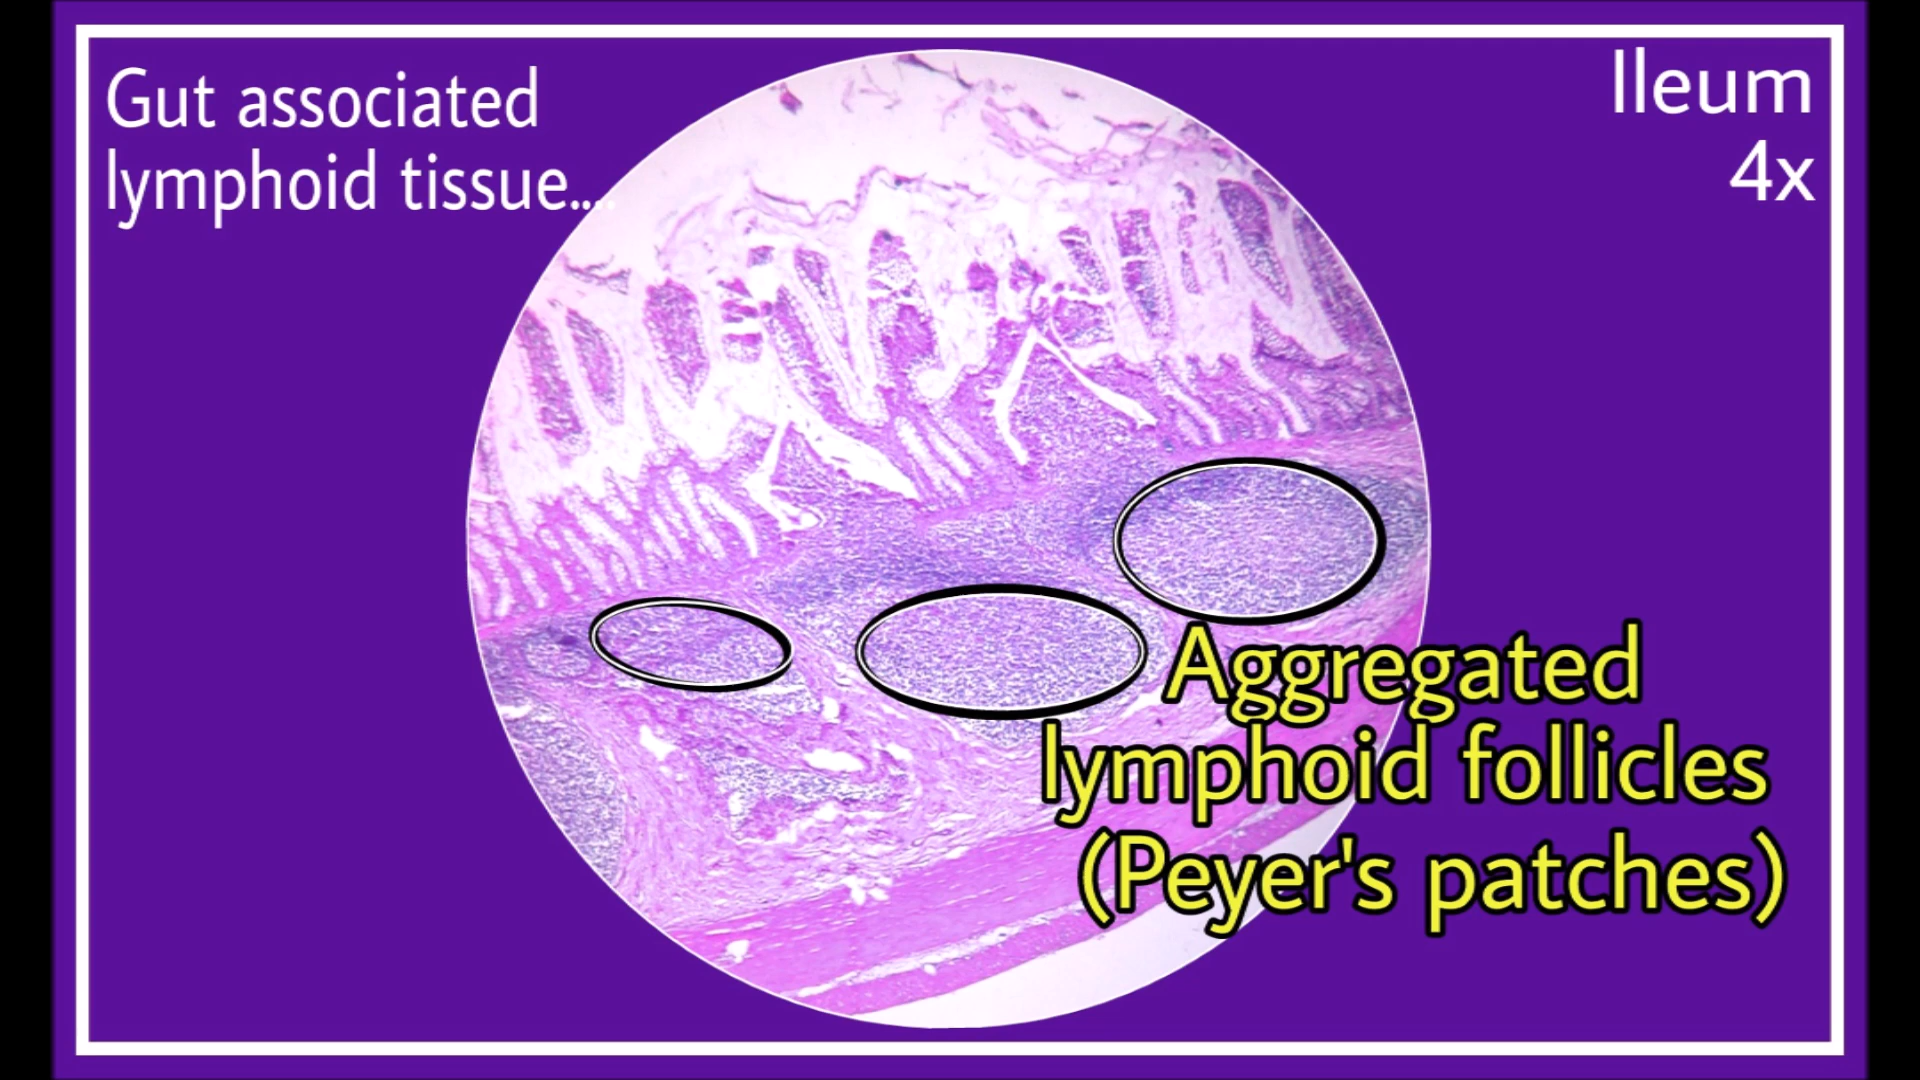 Gut associated
lymphoid tissue....
Ileum
4x
Aggregated
lymphoid follicles
(Peyer's patches)